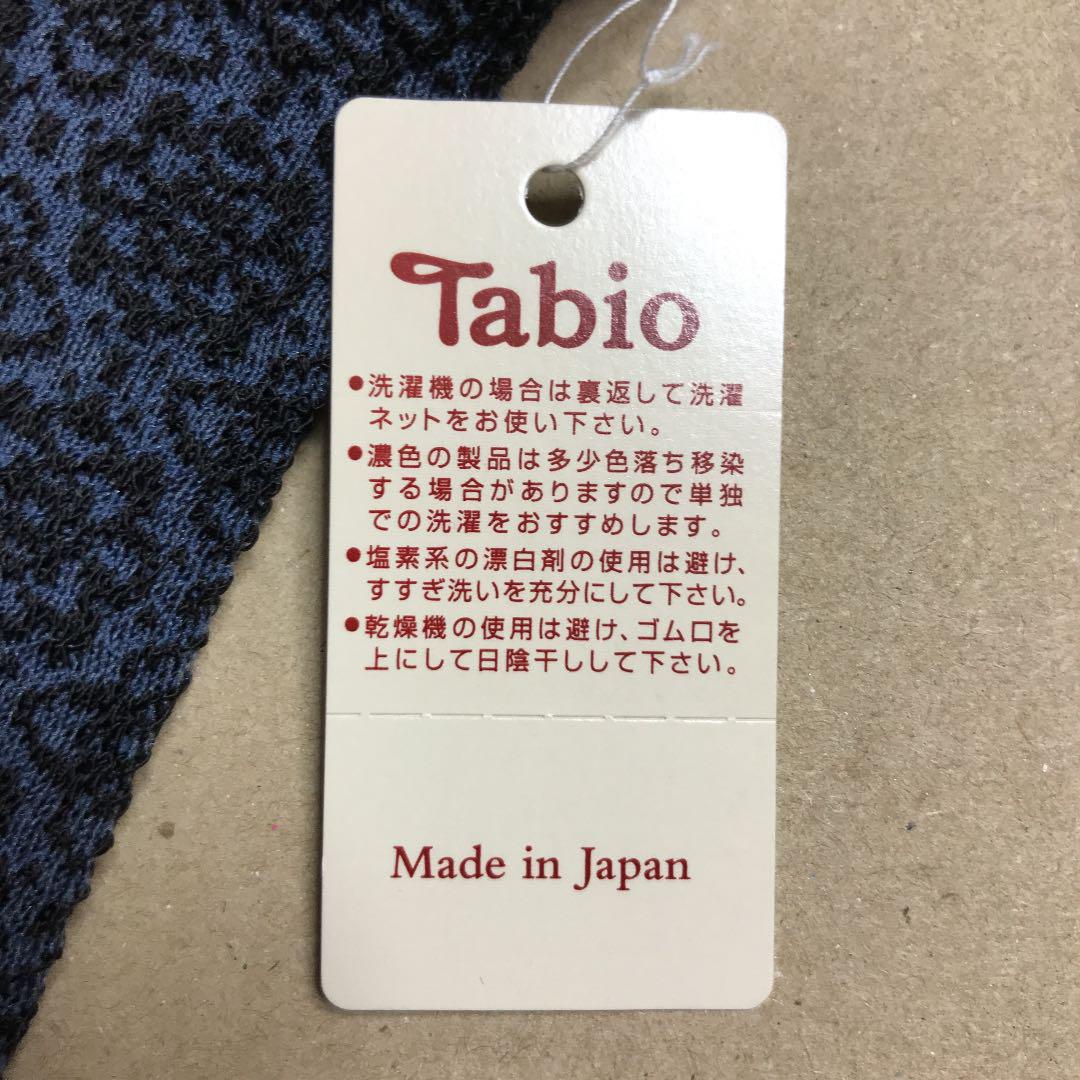 Tabio
●洗濯機の場合は裏返して洗濯
ネットをお使い下さい。
●濃色の製品は多少色落ち移染
する場合がありますので単独
での洗濯をおすすめします。
●塩素系の漂白剤の使用は避け、
すすぎ洗いを充分にして下さい。
●乾燥機の使用は避け、ゴム口を
上にして日陰干しして下さい。
Made in Japan